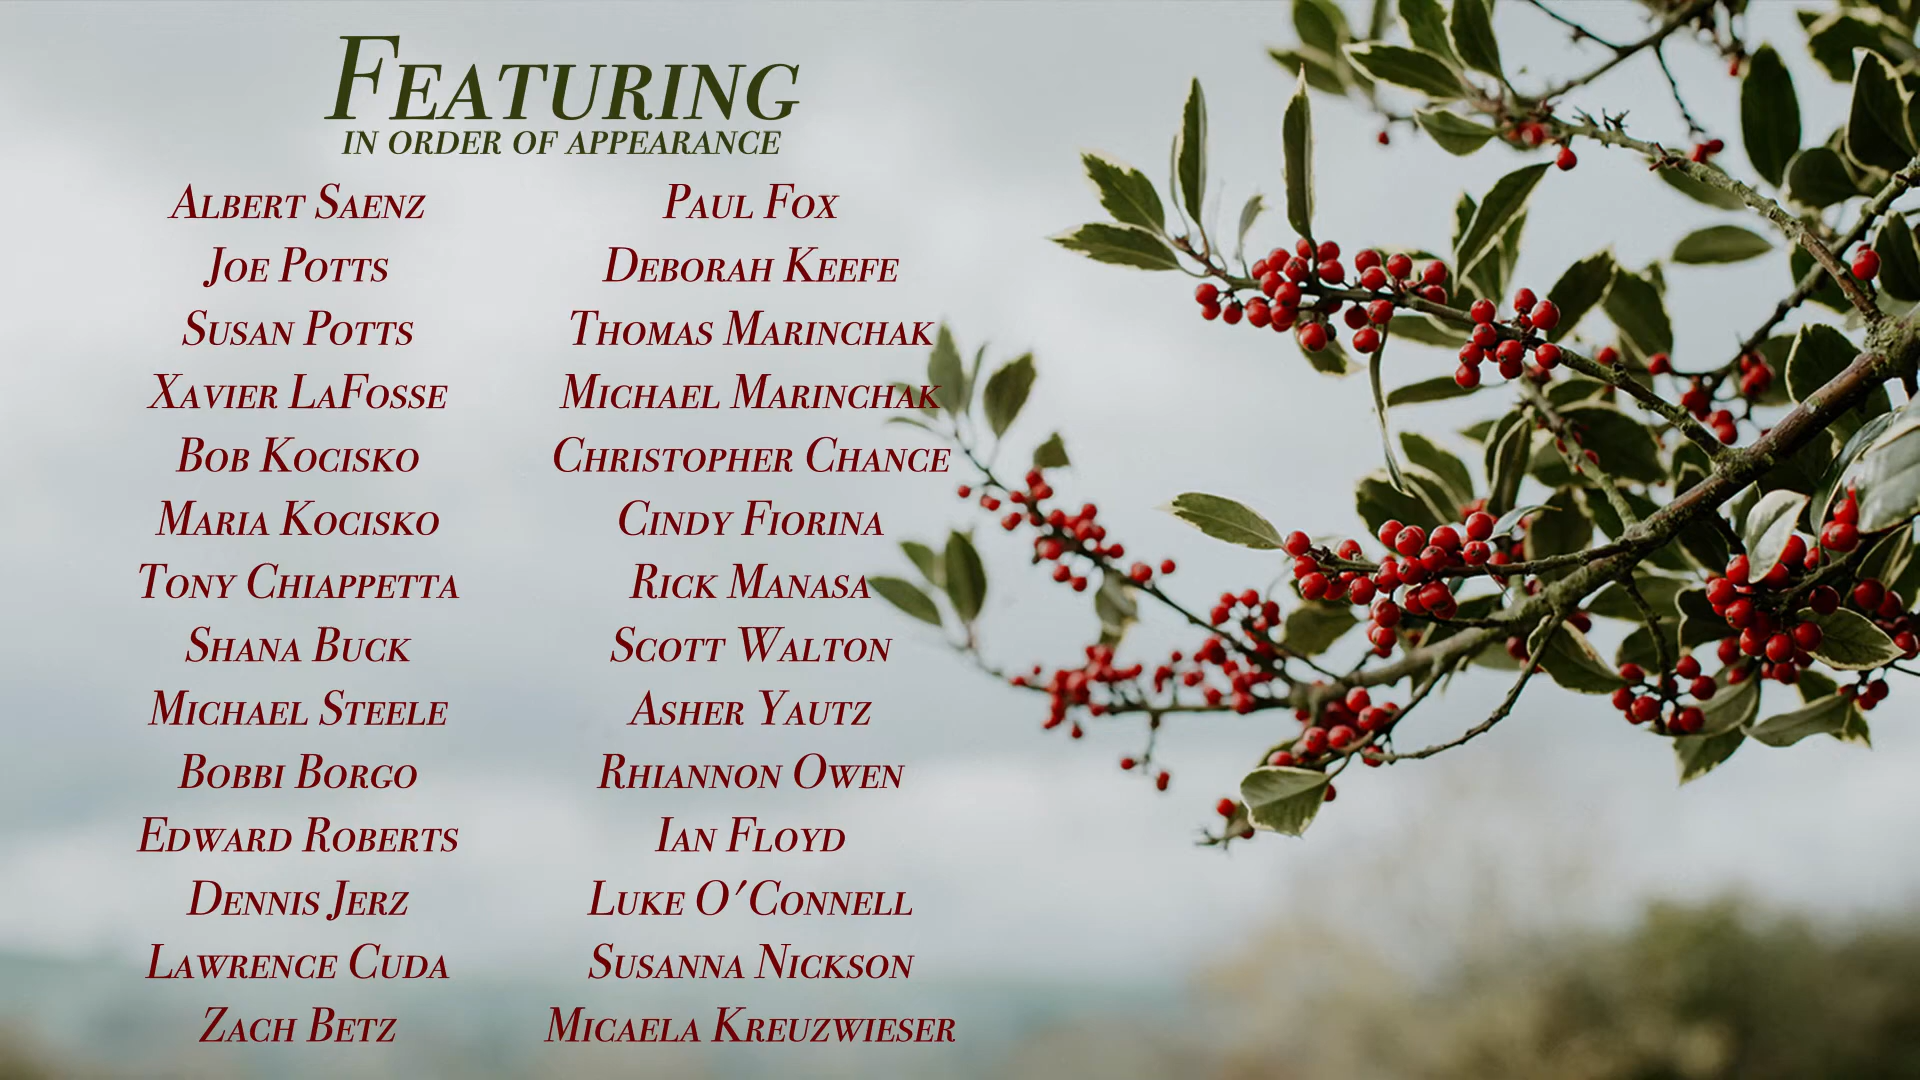 FEATURING
IN ORDER OF APPEARANCE
ALBERT SAENZ
JOE POTTS
SUSAN POTTS
XAVIER LAFOSSE
BOB KOCISKO
MARIA KOCISKO
TONY CHIAPPETTA
SHANA BUCK
MICHAEL STEELE
BOBBI BORGO
EDWARD ROBERTS
DENNIS JERZ
LAWRENCE CUDA
ZACH BETZ
PAUL FOX
DEBORAH KEEFE
THOMAS MARINCHAK
MICHAEL MARINCHAK
CHRISTOPHER CHANCE
CINDY FIORINA
RICK MANASA
SCOTT WALTON
ASHER YAUTZ
RHIANNON OWEN
IAN FLOYD
LUKE O'CONNELL
SUSANNA NICKSON
MICAELA KREUZWIESER